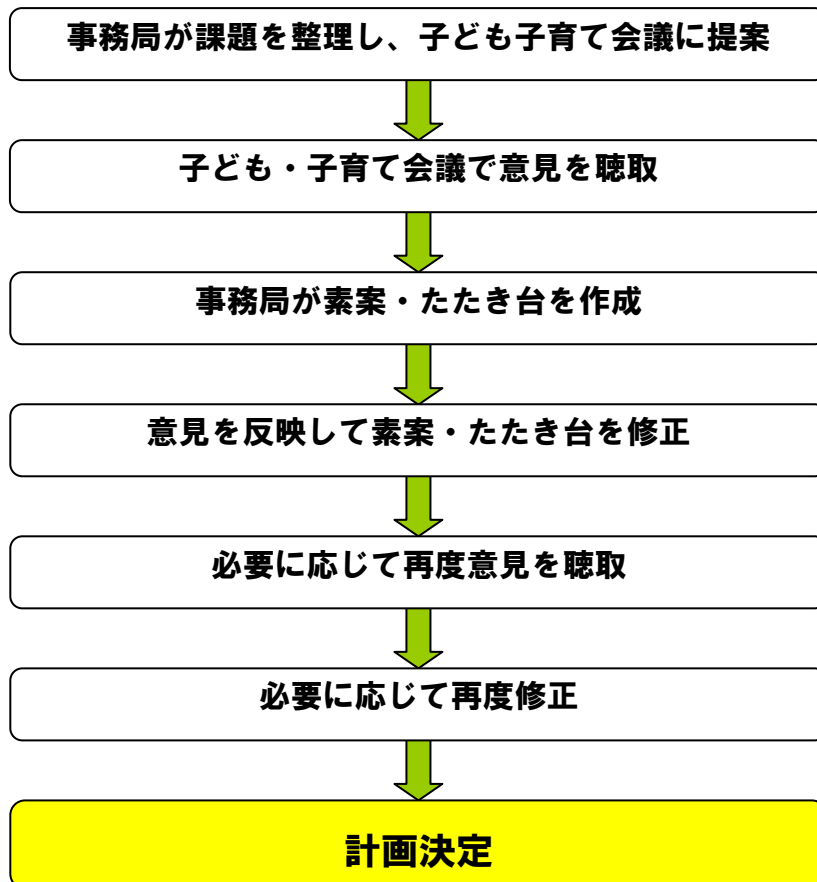 事務局が課題を整理し、子ども子育て会議に提案
子ども・子育て会議で意見を聴取
事務局が素案・たたき台を作成
意見を反映して素案・たたき台を修正
必要に応じて再度意見を聴取
必要に応じて再度修正
計画決定